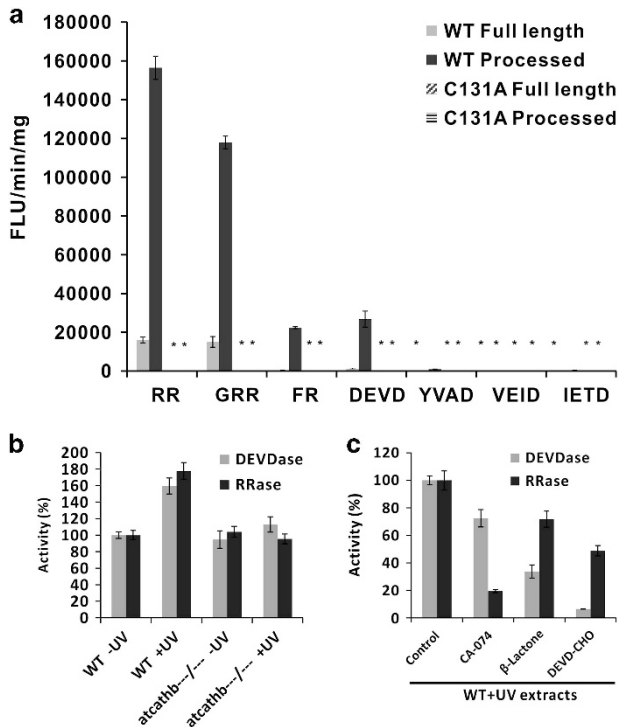 a
WT Full length
WT Processed
C131A Full length
C131A Processed
FLU/min/mg
180000
160000
140000
120000
100000
80000
60000
40000
20000
0
* * * * * * * * * * * * * * * * * *
RR GRR FR DEVD YVAD VEID IETD
b
DEVDase
RRase
Activity (%)
200
180
160
140
120
100
80
60
40
20
0
WT -UV
WT +UV
atcathb---/--- -UV
atcathb---/--- +UV
c
DEVDase
RRase
Activity (%)
120
100
80
60
40
20
0
Control
CA-074
β-Lactone
DEVD-CHO
WT+UV extracts